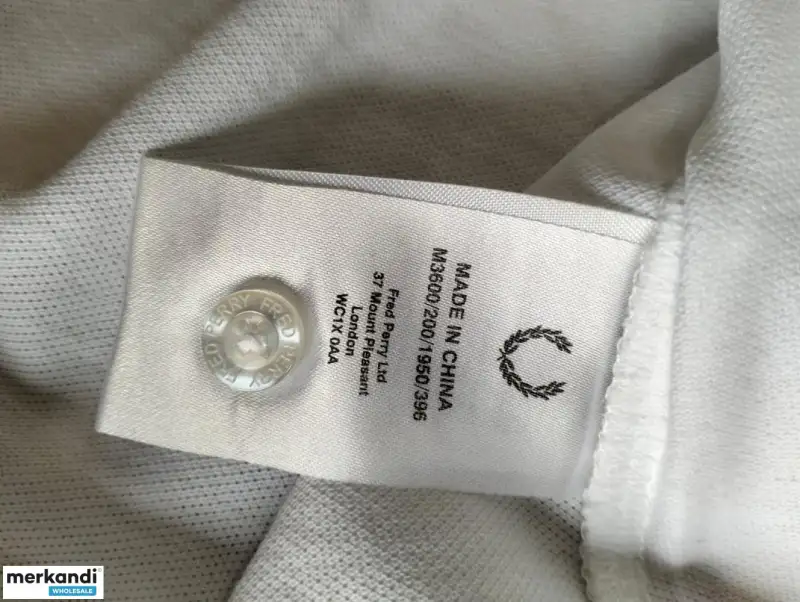 MADE IN CHINA
M3600/200/1950/396
Fred Perry Ltd
37 Mount Pleasant
London
WC1X 0AA
FRED PERRY FRED PERRY
merkandi
WHOLESALE